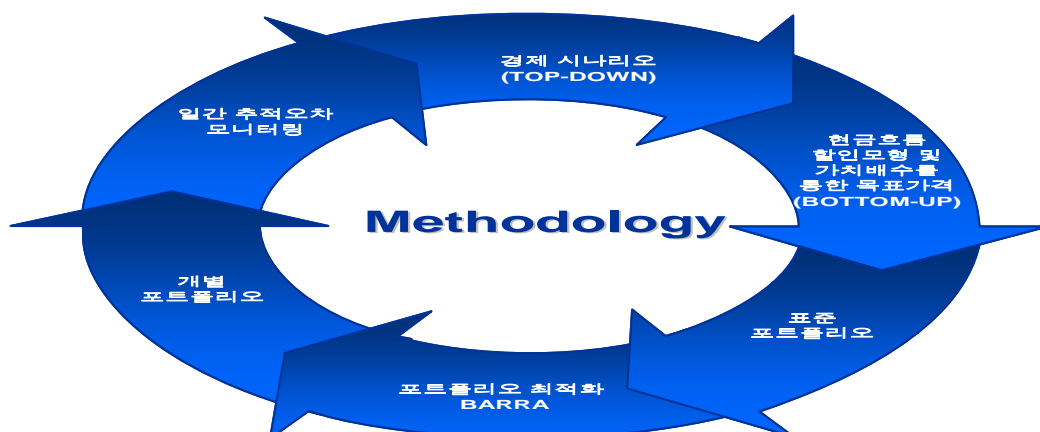 경제 시나리오
(TOP-DOWN)
현금흐름
할인모형 및
가치배수를
통한 목표가격
(BOTTOM-UP)
표준
포트폴리오
포트폴리오 최적화
BARRA
개별
포트폴리오
일간 추적오차
모니터링
Methodology